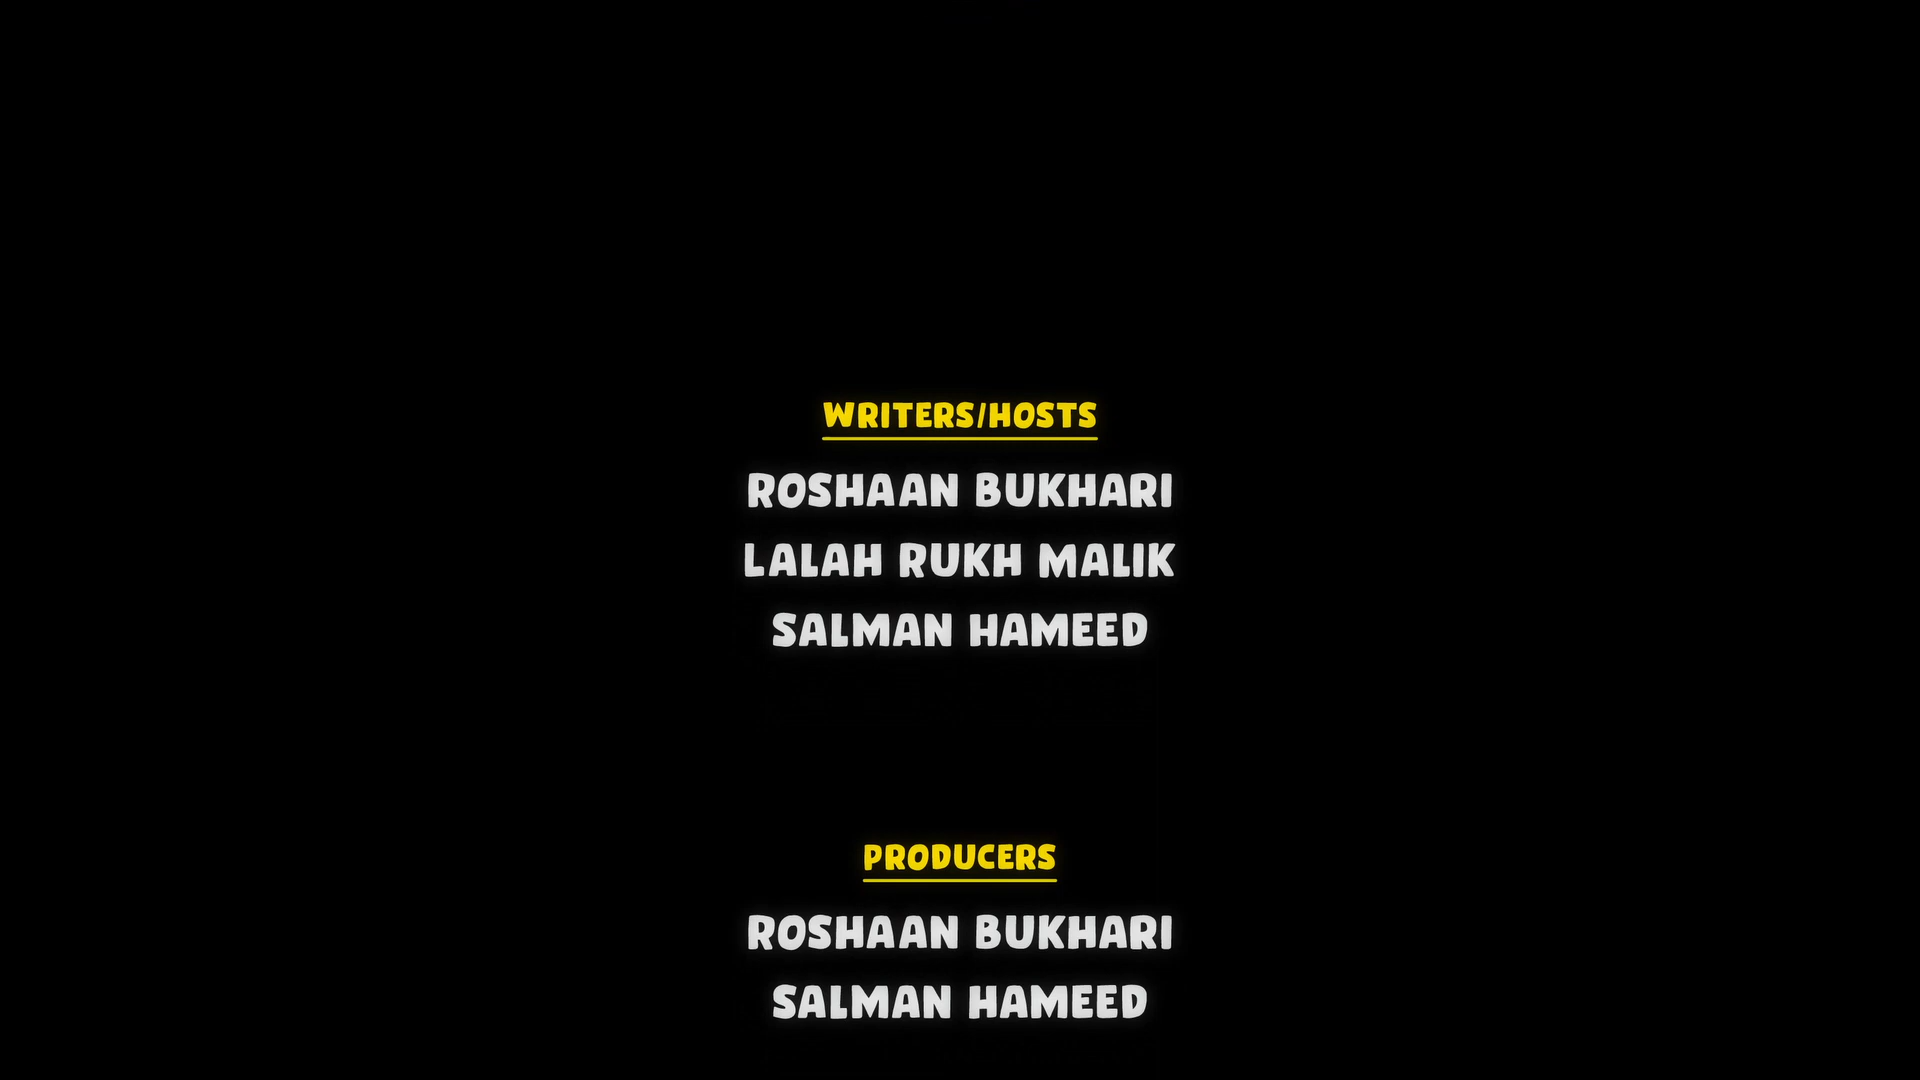 WRITERS/HOSTS
ROSHAAN BUKHARI
LALAH RUKH MALIK
SALMAN HAMEED
PRODUCERS
ROSHAAN BUKHARI
SALMAN HAMEED